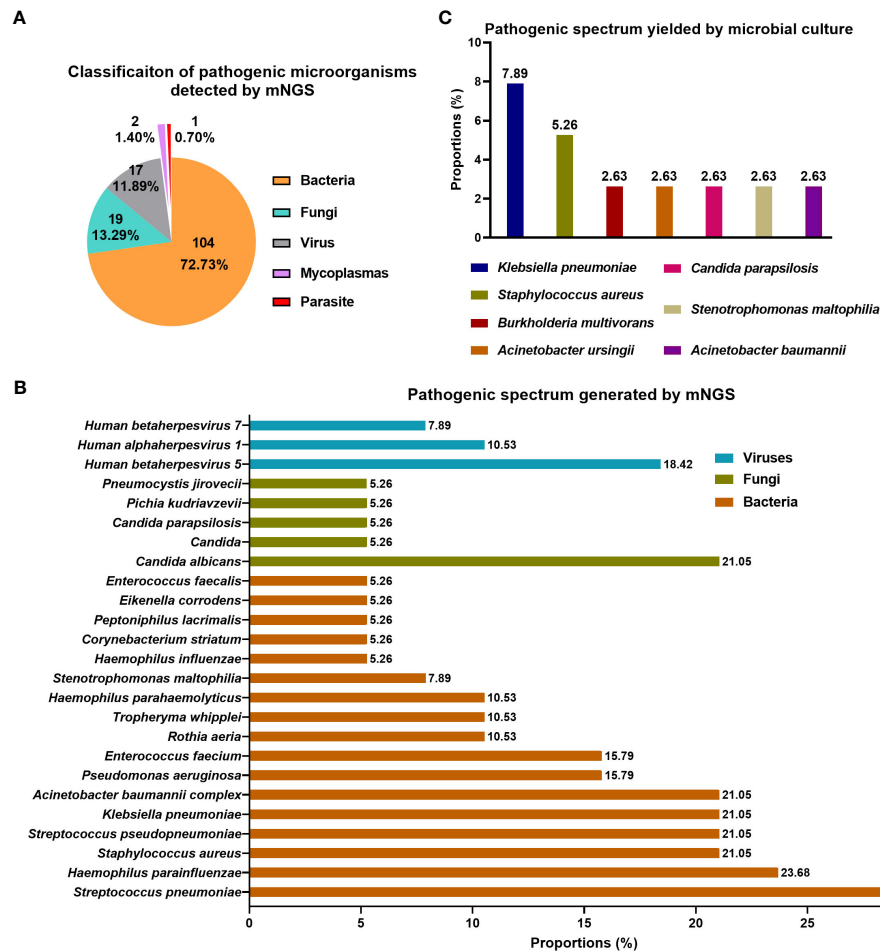 A
Classificaiton of pathogenic microorganisms
detected by mNGS
2
1.40%
1
0.70%
17
11.89%
19
13.29%
104
72.73%
Bacteria
Fungi
Virus
Mycoplasmas
Parasite
C
Pathogenic spectrum yielded by microbial culture
Proportions (%)
10
8
6
4
2
0
7.89
5.26
2.63
2.63
2.63
2.63
2.63
Klebsiella pneumoniae
Staphylococcus aureus
Burkholderia multivorans
Acinetobacter ursingii
Candida parapsilosis
Stenotrophomonas maltophilia
Acinetobacter baumannii
B
Pathogenic spectrum generated by mNGS
Viruses
Fungi
Bacteria
Human betaherpesvirus 7 7.89
Human alphaherpesvirus 1 10.53
Human betaherpesvirus 5 18.42
Pneumocystis jirovecii 5.26
Pichia kudriavzevii 5.26
Candida parapsilosis 5.26
Candida 5.26
Candida albicans 21.05
Enterococcus faecalis 5.26
Eikenella corrodens 5.26
Peptoniphilus lacrimalis 5.26
Corynebacterium striatum 5.26
Haemophilus influenzae 5.26
Stenotrophomonas maltophilia 7.89
Haemophilus parahaemolyticus 10.53
Tropheryma whipplei 10.53
Rothia aeria 10.53
Enterococcus faecium 15.79
Pseudomonas aeruginosa 15.79
Acinetobacter baumannii complex 21.05
Klebsiella pneumoniae 21.05
Streptococcus pseudopneumoniae 21.05
Staphylococcus aureus 21.05
Haemophilus parainfluenzae 23.68
Streptococcus pneumoniae
0 5 10 15 20 25
Proportions (%)